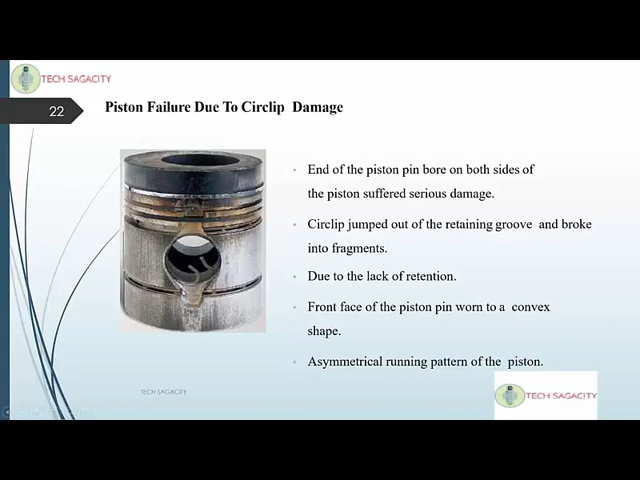 TECH SAGACITY
22
Piston Failure Due To Circlip Damage
End of the piston pin bore on both sides of
the piston suffered serious damage.
Circlip jumped out of the retaining groove and broke
into fragments.
Due to the lack of retention.
Front face of the piston pin worn to a convex
shape.
Asymmetrical running pattern of the piston.
TECH SAGACITY
TECH SAGACITY